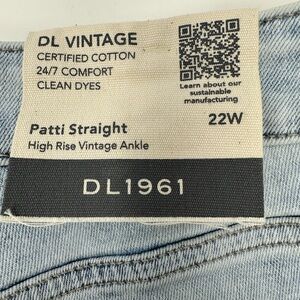 DL VINTAGE
CERTIFIED COTTON
24/7 COMFORT
CLEAN DYES
Learn about our
sustainable
manufacturing
Patti Straight
22W
High Rise Vintage Ankle
DL1961